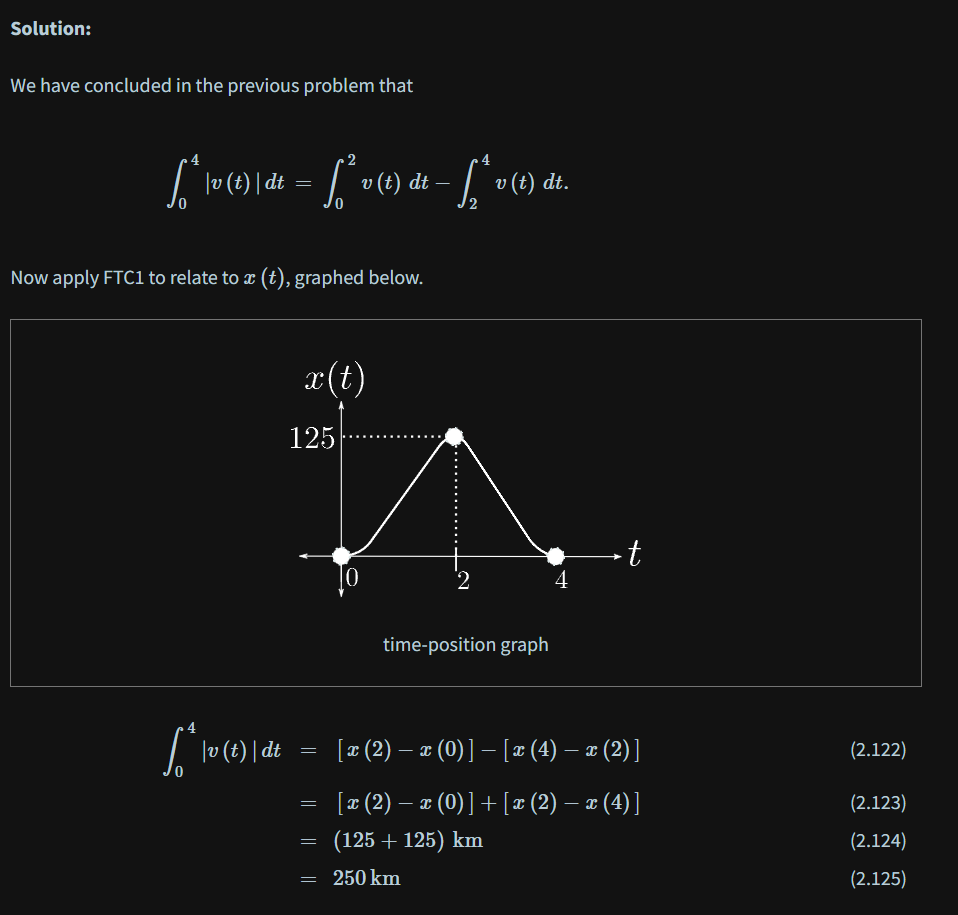 Solution:
We have concluded in the previous problem that
∫₀⁴ |v (t) | dt = ∫₀² v (t) dt − ∫₂⁴ v (t) dt.
Now apply FTC1 to relate to x (t), graphed below.
x(t)
125
t
0 2 4
time-position graph
∫₀⁴ |v (t) | dt = [x (2) − x (0)] − [x (4) − x (2)] (2.122)
= [x (2) − x (0)] + [x (2) − x (4)] (2.123)
= (125 + 125) km (2.124)
= 250 km (2.125)